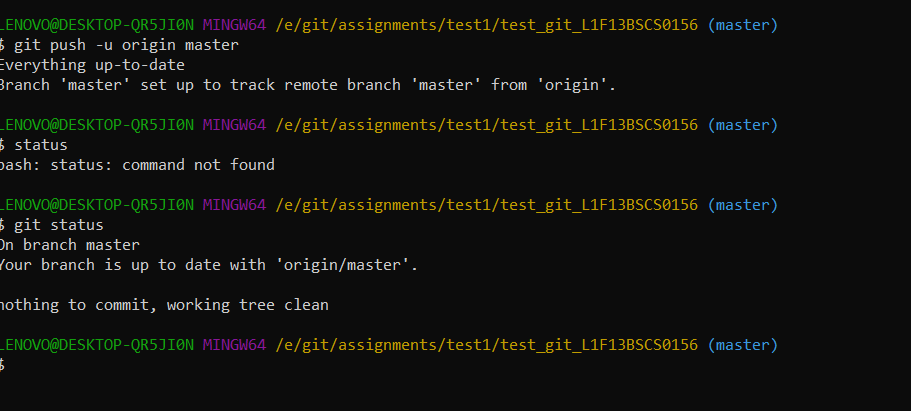 LENOVO@DESKTOP-QR5JI0N MINGW64 /e/git/assignments/test1/test_git_L1F13BSCS0156 (master)
$ git push -u origin master
Everything up-to-date
Branch 'master' set up to track remote branch 'master' from 'origin'.
LENOVO@DESKTOP-QR5JI0N MINGW64 /e/git/assignments/test1/test_git_L1F13BSCS0156 (master)
$ status
bash: status: command not found
LENOVO@DESKTOP-QR5JI0N MINGW64 /e/git/assignments/test1/test_git_L1F13BSCS0156 (master)
$ git status
On branch master
Your branch is up to date with 'origin/master'.
nothing to commit, working tree clean
LENOVO@DESKTOP-QR5JI0N MINGW64 /e/git/assignments/test1/test_git_L1F13BSCS0156 (master)
$